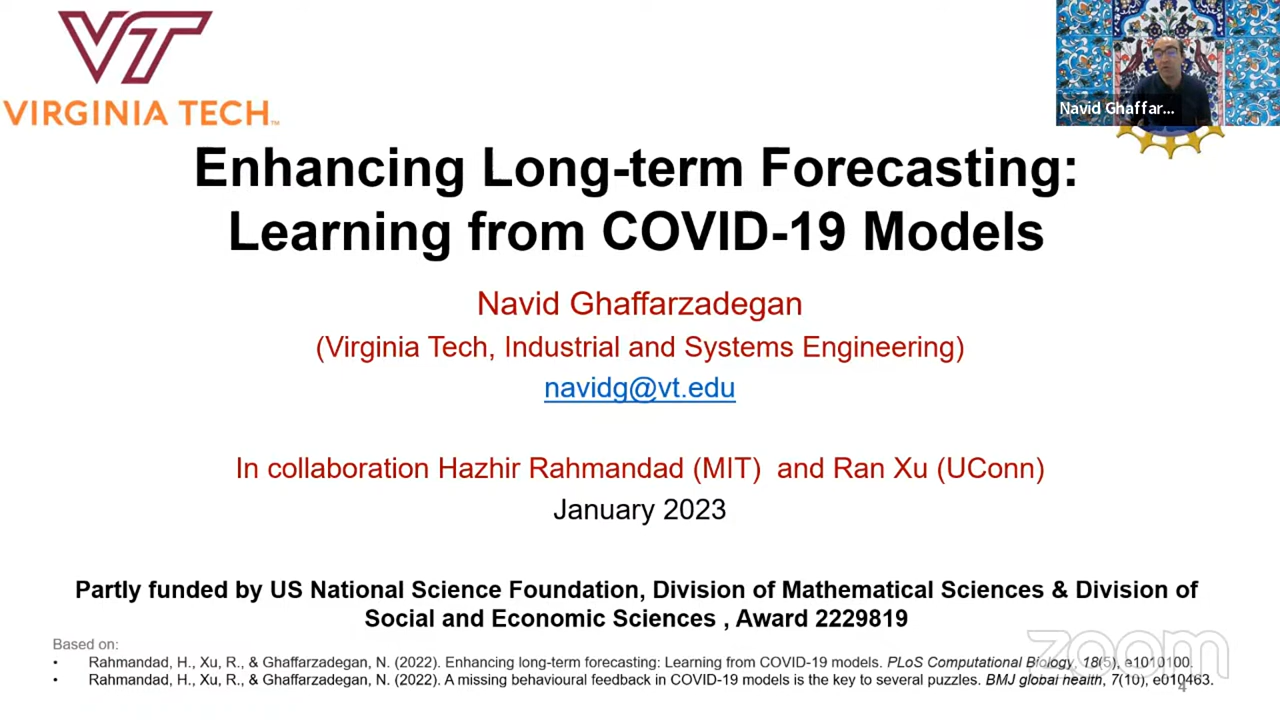 VT
VIRGINIA TECH™
Navid Ghaffar...
Enhancing Long-term Forecasting:
Learning from COVID-19 Models
Navid Ghaffarzadegan
(Virginia Tech, Industrial and Systems Engineering)
navidg@vt.edu
In collaboration Hazhir Rahmandad (MIT) and Ran Xu (UConn)
January 2023
Partly funded by US National Science Foundation, Division of Mathematical Sciences & Division of
Social and Economic Sciences , Award 2229819
zoom
Based on:
• Rahmandad, H., Xu, R., & Ghaffarzadegan, N. (2022). Enhancing long-term forecasting: Learning from COVID-19 models. PLoS Computational Biology, 18(5), e1010100.
• Rahmandad, H., Xu, R., & Ghaffarzadegan, N. (2022). A missing behavioural feedback in COVID-19 models is the key to several puzzles. BMJ global health, 7(10), e010463.
4